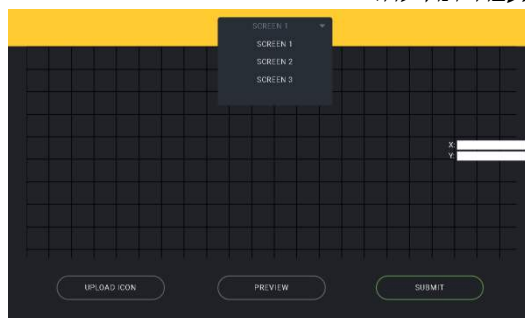 SCREEN 1
SCREEN 1
SCREEN 2
SCREEN 3
X:
Y:
UPLOAD ICON
PREVIEW
SUBMIT